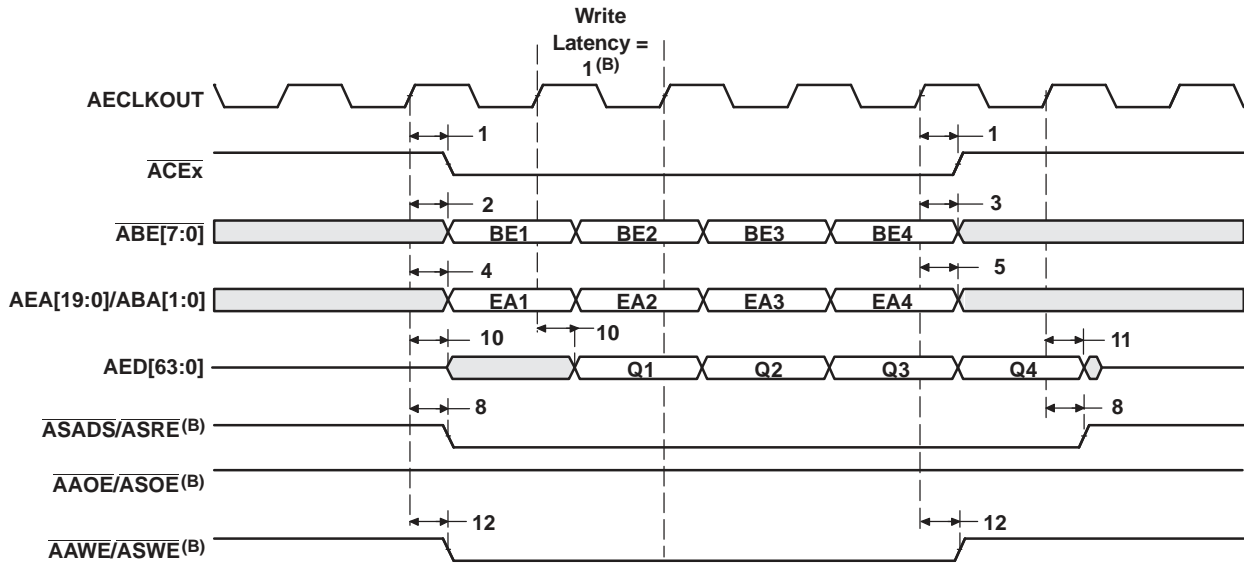 Write
Latency =
1(B)
AECLKOUT
1 1
ACEx
2 3
ABE[7:0] BE1 BE2 BE3 BE4
4 5
AEA[19:0]/ABA[1:0] EA1 EA2 EA3 EA4
10 10 11
AED[63:0] Q1 Q2 Q3 Q4
8 8
ASADS/ASRE(B)
AAOE/ASOE(B)
12 12
AAWE/ASWE(B)